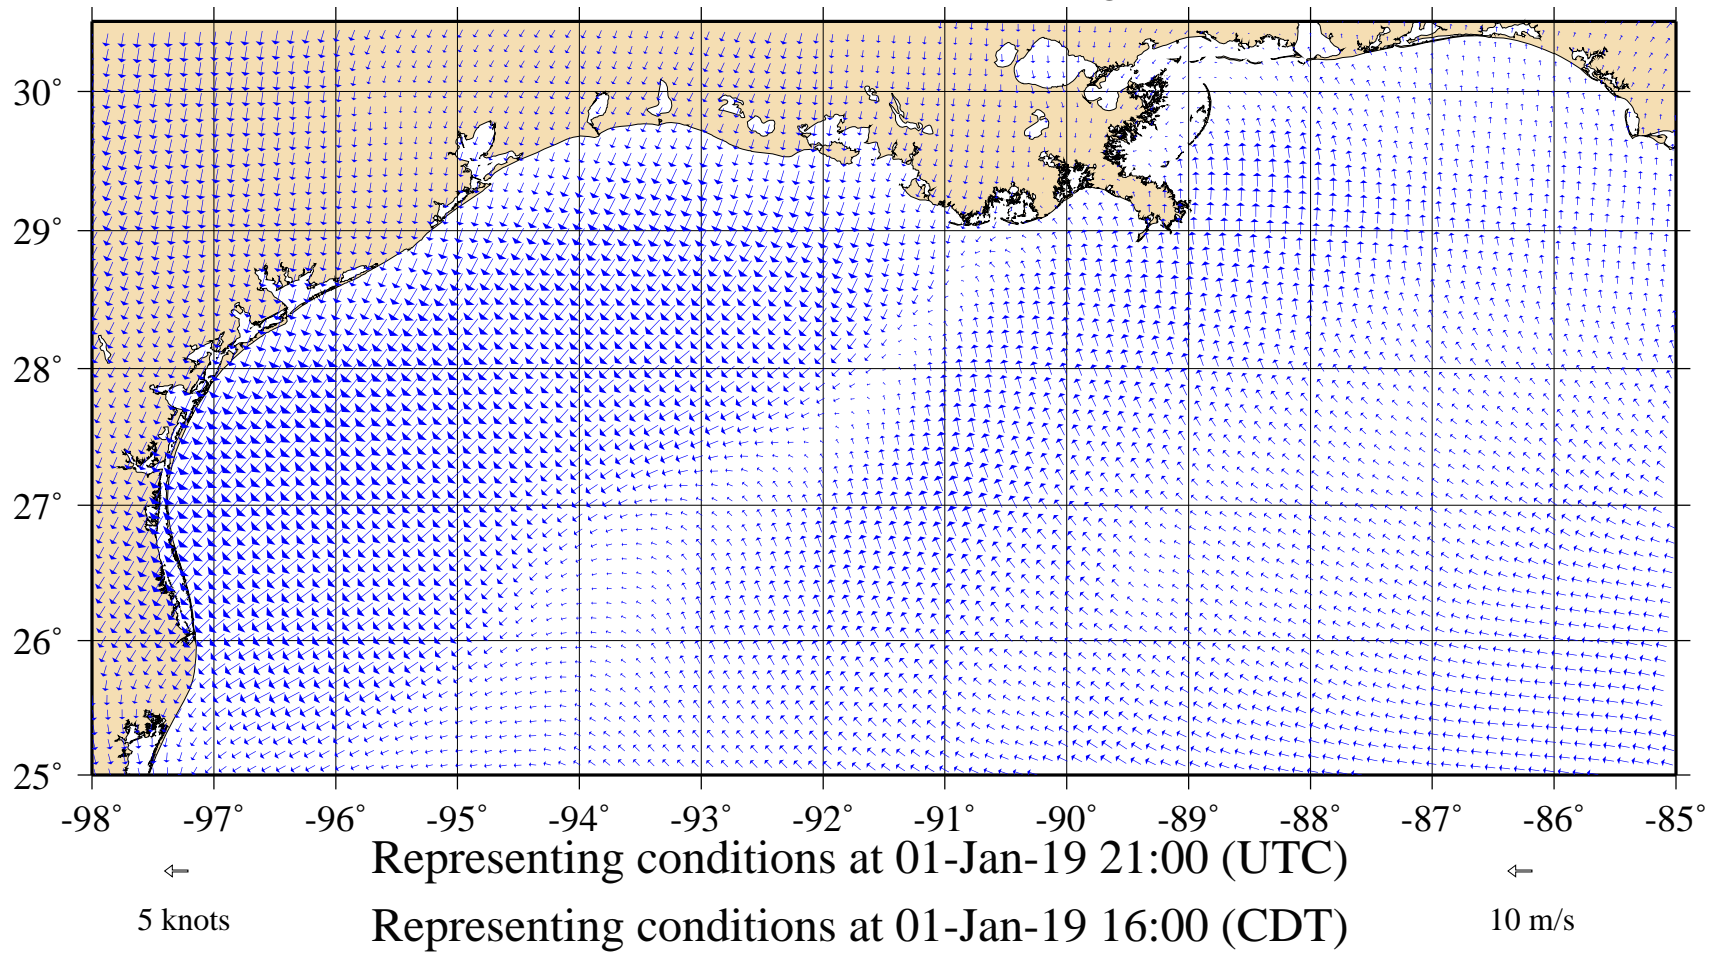 30°
29°
28°
27°
26°
25°
-98° -97° -96° -95° -94° -93° -92° -91° -90° -89° -88° -87° -86° -85°
Representing conditions at 01-Jan-19 21:00 (UTC)
5 knots
10 m/s
Representing conditions at 01-Jan-19 16:00 (CDT)